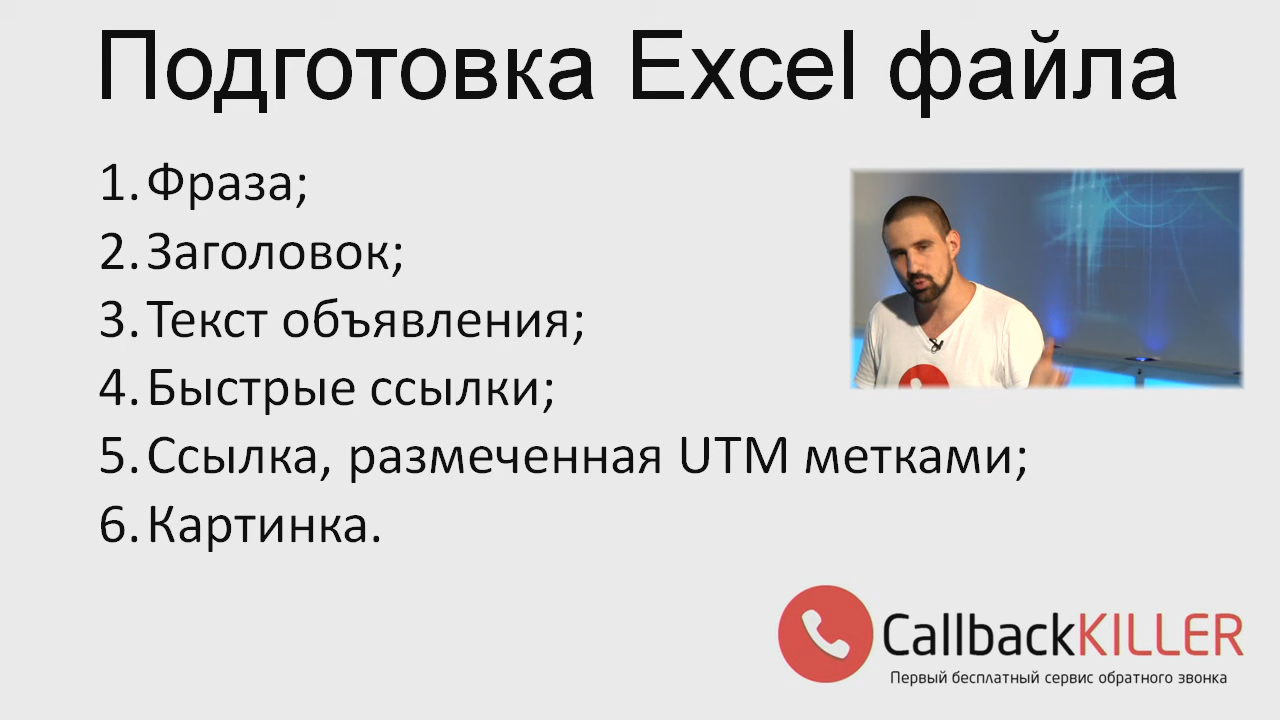 Подготовка Excel файла
1. Фраза;
2. Заголовок;
3. Текст объявления;
4. Быстрые ссылки;
5. Ссылка, размеченная UTM метками;
6. Картинка.
CallbackKILLER
Первый бесплатный сервис обратного звонка